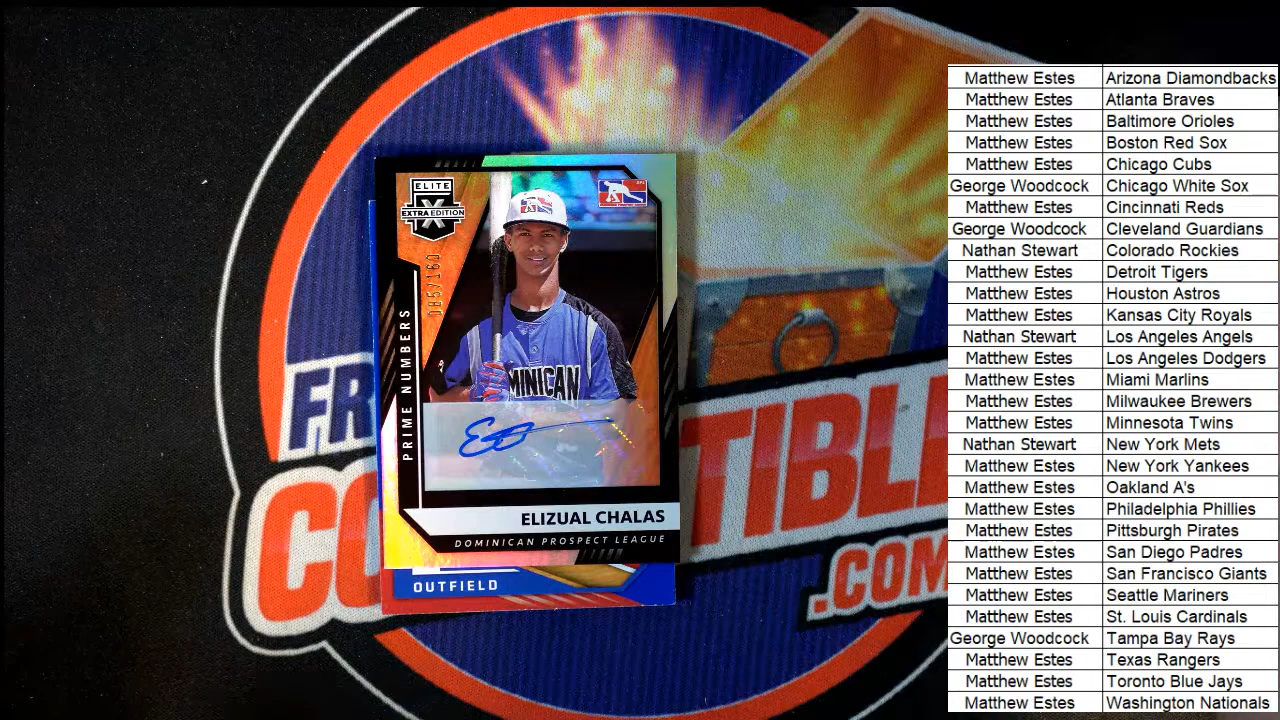 ELITE
X
EXTRA EDITION
PRIME NUMBERS
DOMINICAN
ELIZUAL CHALAS
DOMINICAN PROSPECT LEAGUE
OUTFIELD
FR
CO
TIBLE
.COM
Matthew Estes Arizona Diamondbacks
Matthew Estes Atlanta Braves
Matthew Estes Baltimore Orioles
Matthew Estes Boston Red Sox
Matthew Estes Chicago Cubs
George Woodcock Chicago White Sox
Matthew Estes Cincinnati Reds
George Woodcock Cleveland Guardians
Nathan Stewart Colorado Rockies
Matthew Estes Detroit Tigers
Matthew Estes Houston Astros
Matthew Estes Kansas City Royals
Nathan Stewart Los Angeles Angels
Matthew Estes Los Angeles Dodgers
Matthew Estes Miami Marlins
Matthew Estes Milwaukee Brewers
Matthew Estes Minnesota Twins
Nathan Stewart New York Mets
Matthew Estes New York Yankees
Matthew Estes Oakland A's
Matthew Estes Philadelphia Phillies
Matthew Estes Pittsburgh Pirates
Matthew Estes San Diego Padres
Matthew Estes San Francisco Giants
Matthew Estes Seattle Mariners
Matthew Estes St. Louis Cardinals
George Woodcock Tampa Bay Rays
Matthew Estes Texas Rangers
Matthew Estes Toronto Blue Jays
Matthew Estes Washington Nationals